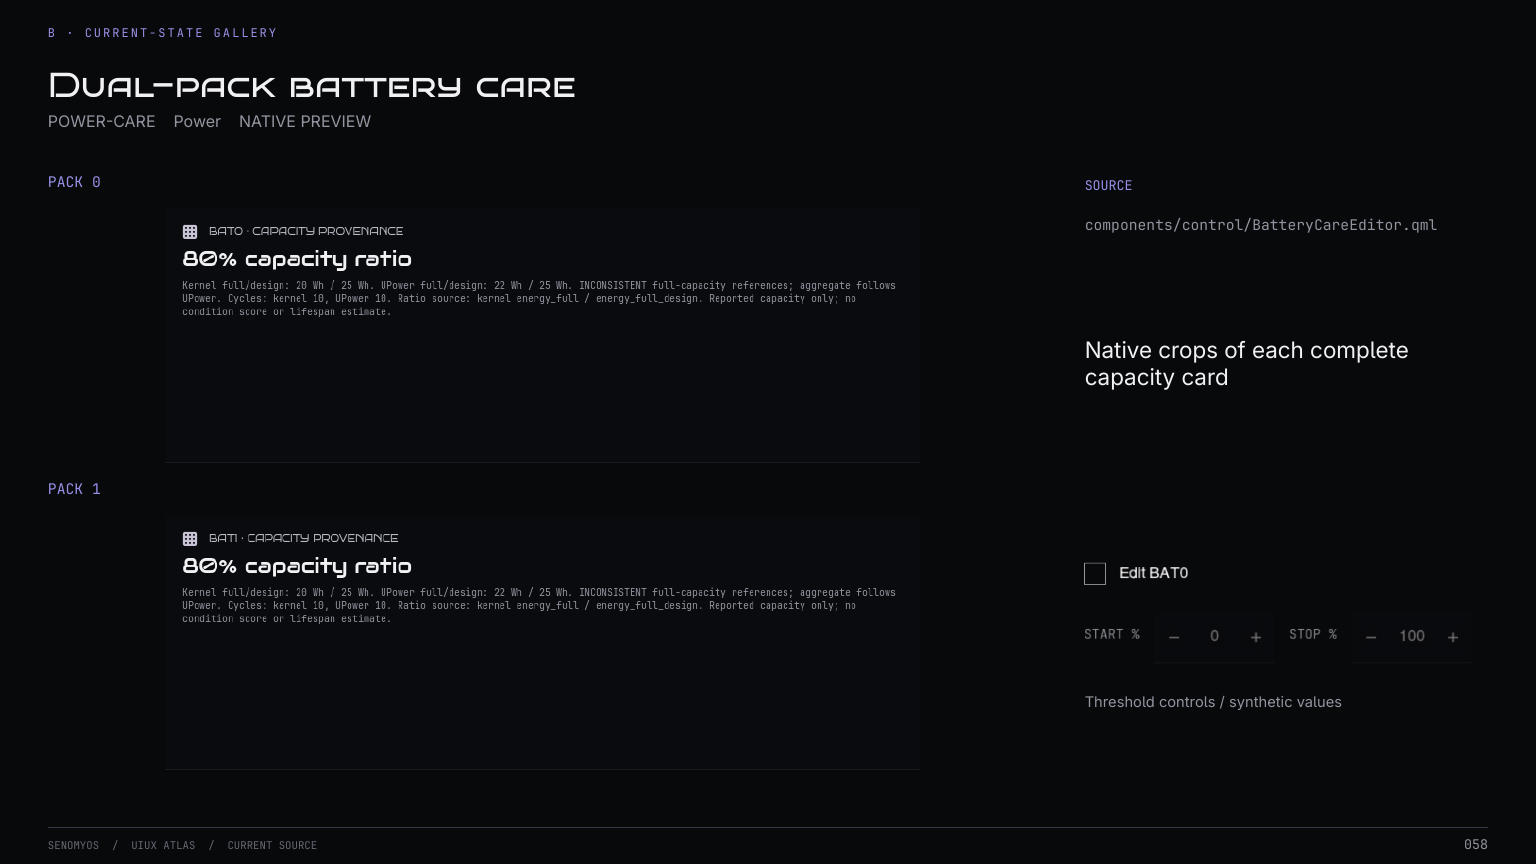 B · CURRENT-STATE GALLERY
DUAL-PACK BATTERY CARE
POWER-CARE Power NATIVE PREVIEW
PACK 0
BAT0 · CAPACITY PROVENANCE
80% capacity ratio
Kernel full/design: 20 Wh / 25 Wh. UPower full/design: 22 Wh / 25 Wh. INCONSISTENT full-capacity references; aggregate follows
UPower. Cycles: kernel 10, UPower 10. Ratio source: kernel energy_full / energy_full_design. Reported capacity only; no
condition score or lifespan estimate.
PACK 1
BAT1 · CAPACITY PROVENANCE
80% capacity ratio
Kernel full/design: 20 Wh / 25 Wh. UPower full/design: 22 Wh / 25 Wh. INCONSISTENT full-capacity references; aggregate follows
UPower. Cycles: kernel 10, UPower 10. Ratio source: kernel energy_full / energy_full_design. Reported capacity only; no
condition score or lifespan estimate.
SOURCE
components/control/BatteryCareEditor.qml
Native crops of each complete
capacity card
Edit BAT0
START % − 0 + STOP % − 100 +
Threshold controls / synthetic values
SENOMYOS / UIUX ATLAS / CURRENT SOURCE
058